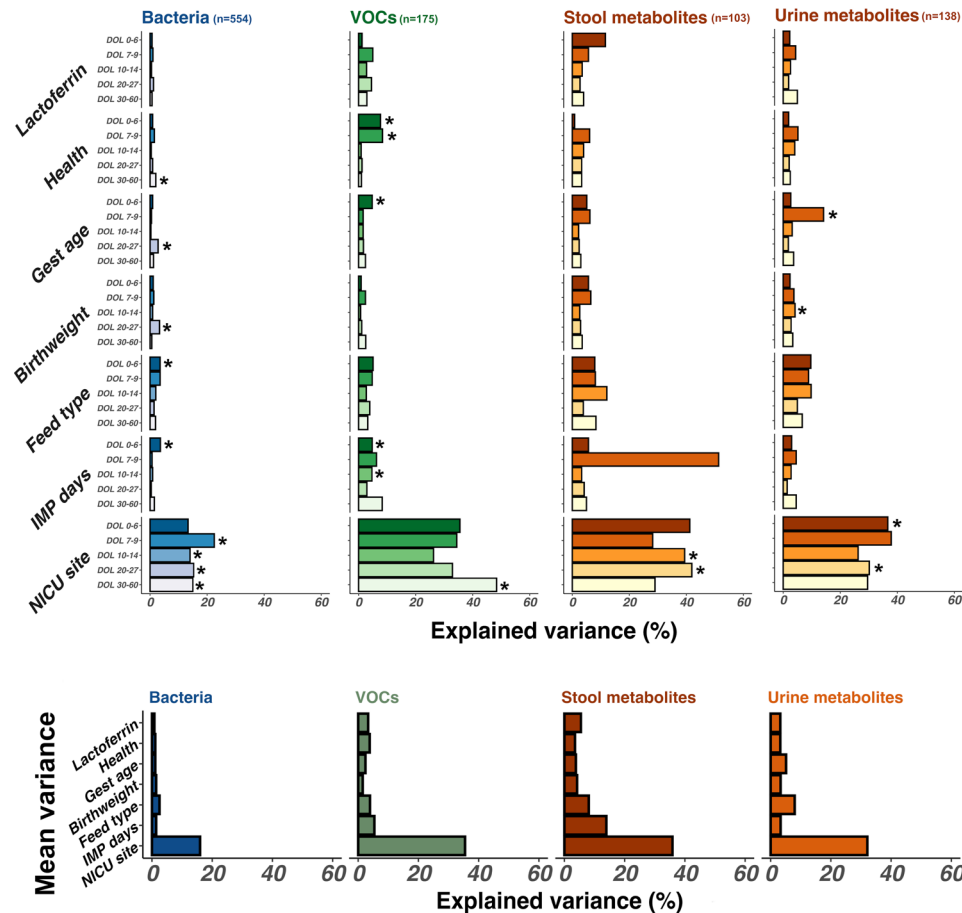 Bacteria (n=554) VOCs (n=175) Stool metabolites (n=103) Urine metabolites (n=138)
Lactoferrin
DOL 0-6
DOL 7-9
DOL 10-14
DOL 20-27
DOL 30-60
Health
DOL 0-6 *
DOL 7-9 *
DOL 10-14
DOL 20-27
DOL 30-60 *
Gest age
DOL 0-6 *
DOL 7-9 *
DOL 10-14
DOL 20-27 *
DOL 30-60
Birthweight
DOL 0-6
DOL 7-9
DOL 10-14 *
DOL 20-27 *
DOL 30-60
Feed type
DOL 0-6 *
DOL 7-9
DOL 10-14
DOL 20-27
DOL 30-60
IMP days
DOL 0-6 * *
DOL 7-9
DOL 10-14 *
DOL 20-27
DOL 30-60
NICU site
DOL 0-6 *
DOL 7-9 *
DOL 10-14 * *
DOL 20-27 * * *
DOL 30-60 * *
0 20 40 60 0 20 40 60 0 20 40 60 0 20 40 60
Explained variance (%)
Bacteria VOCs Stool metabolites Urine metabolites
Mean variance
Lactoferrin
Health
Gest age
Birthweight
Feed type
IMP days
NICU site
0 20 40 60 0 20 40 60 0 20 40 60 0 20 40 60
Explained variance (%)